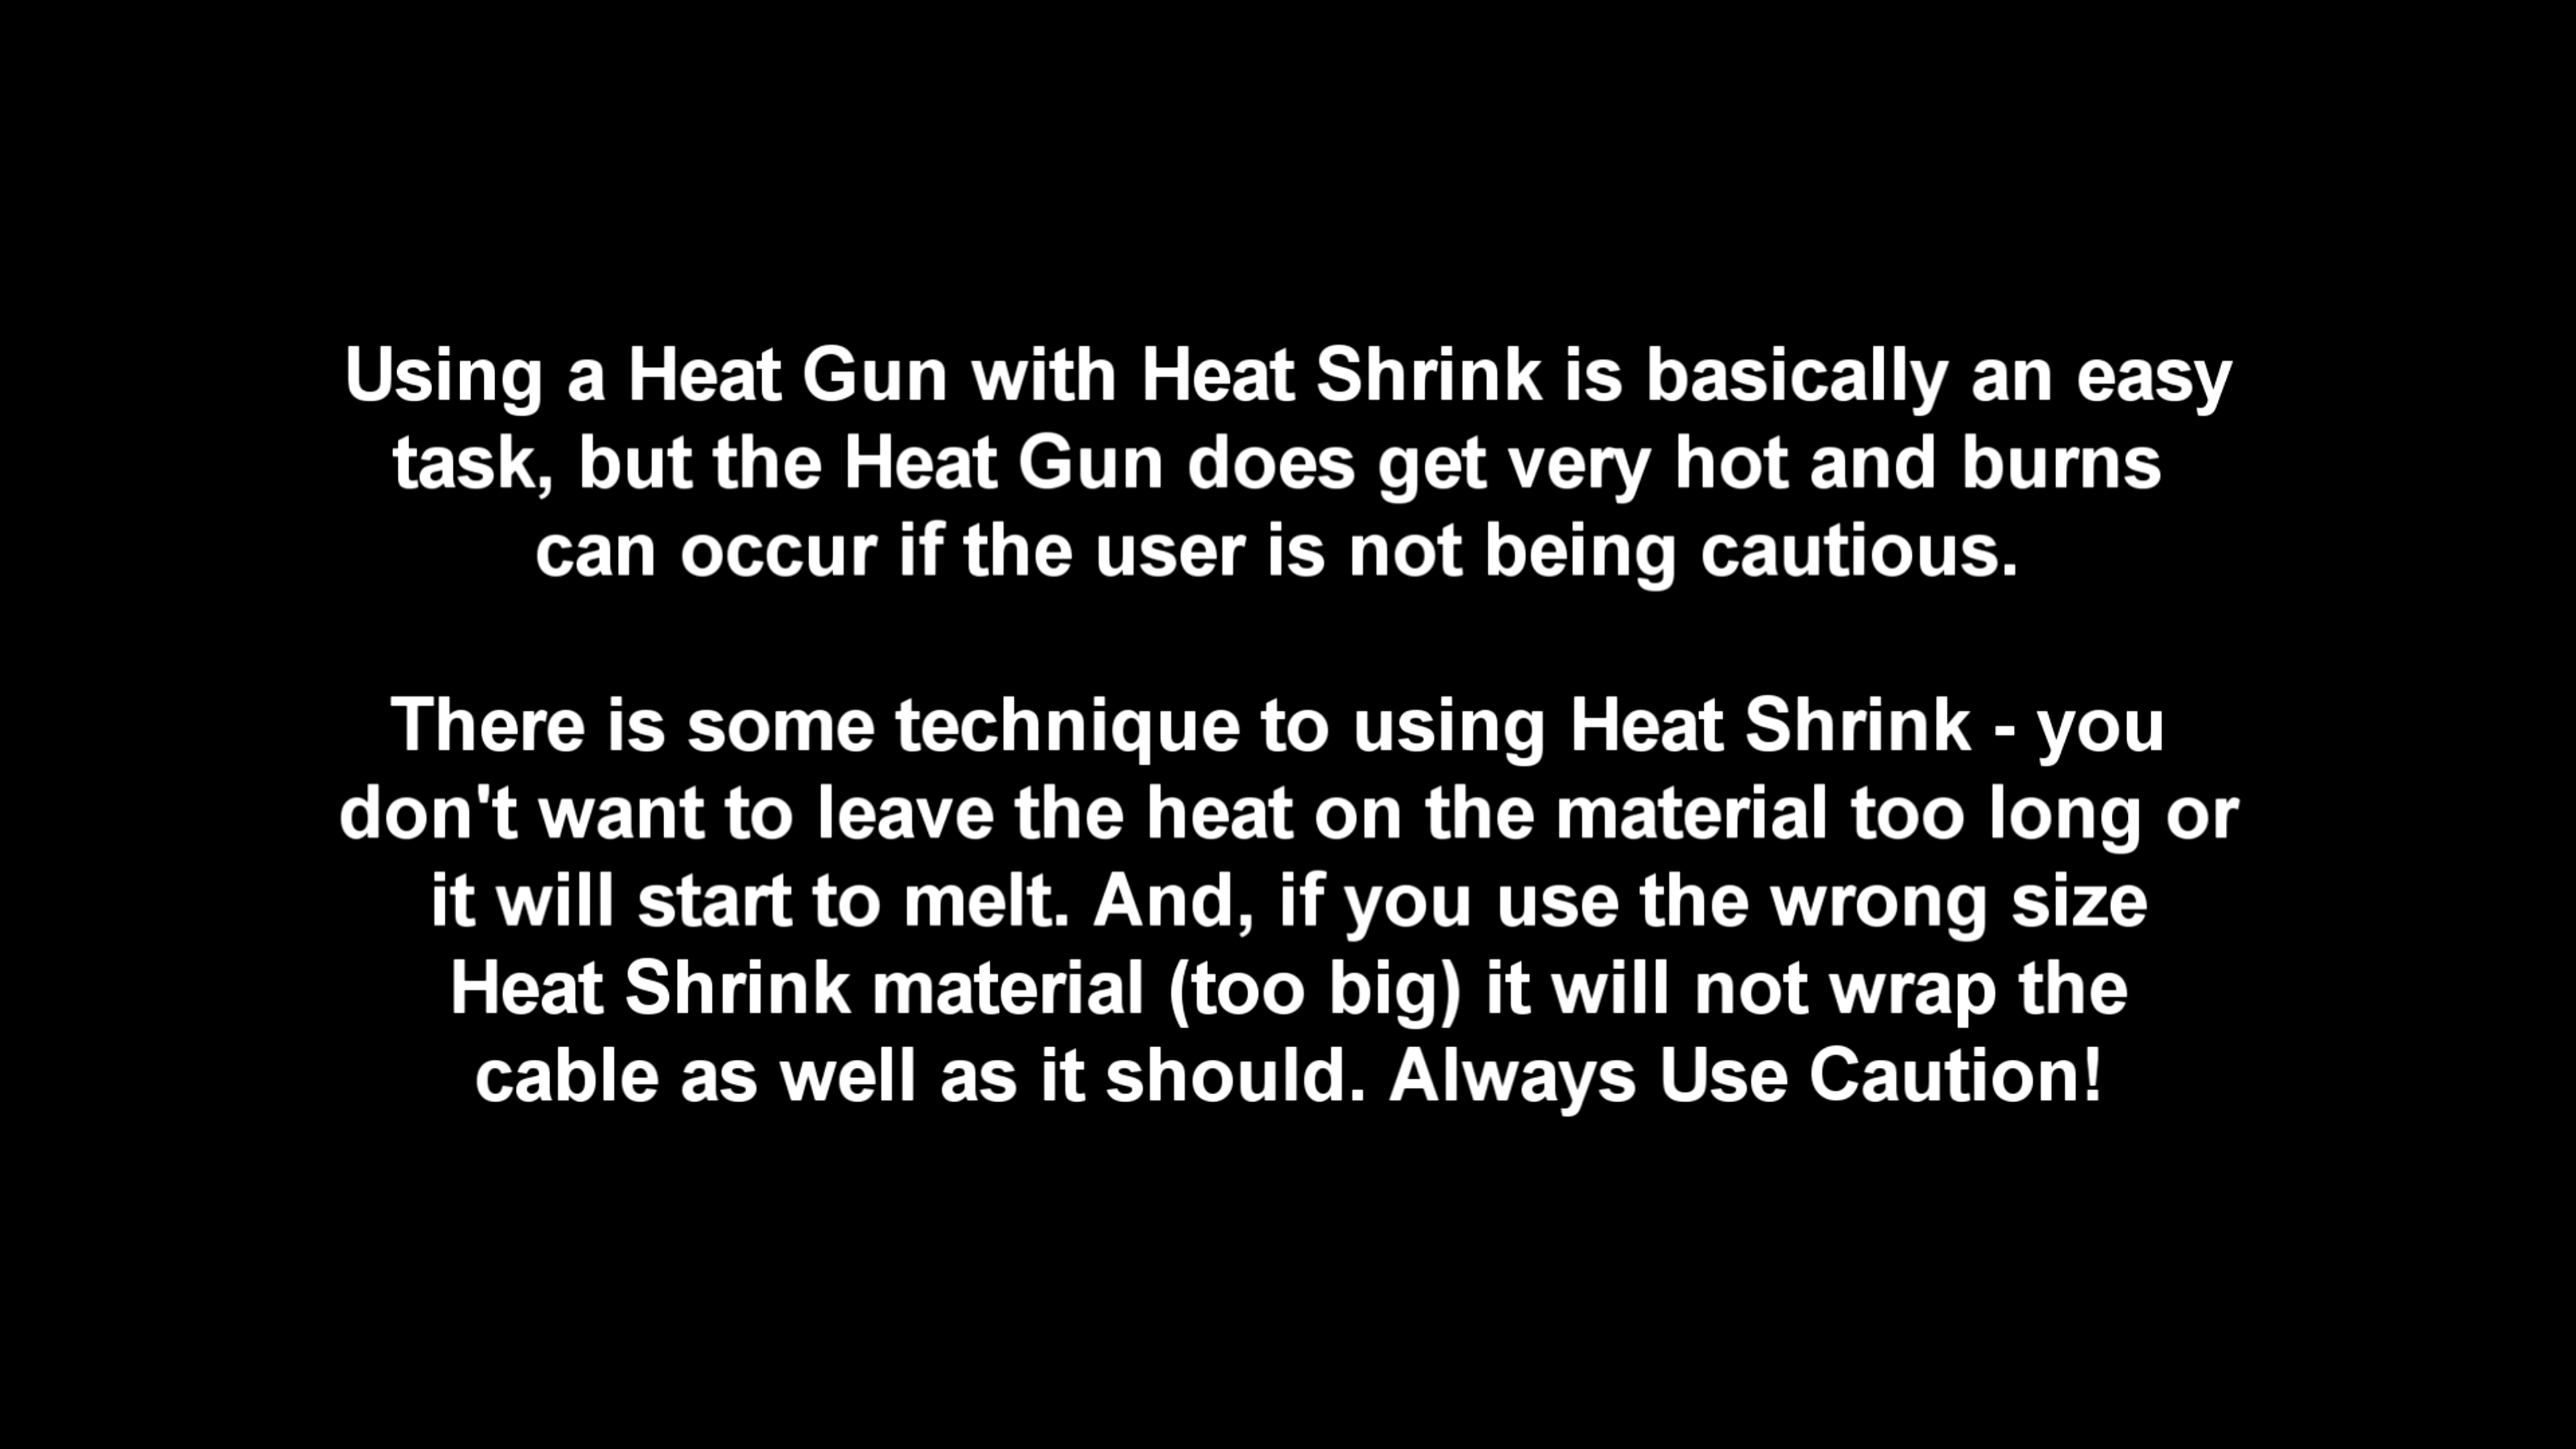 Using a Heat Gun with Heat Shrink is basically an easy
task, but the Heat Gun does get very hot and burns
can occur if the user is not being cautious.
There is some technique to using Heat Shrink - you
don't want to leave the heat on the material too long or
it will start to melt. And, if you use the wrong size
Heat Shrink material (too big) it will not wrap the
cable as well as it should. Always Use Caution!